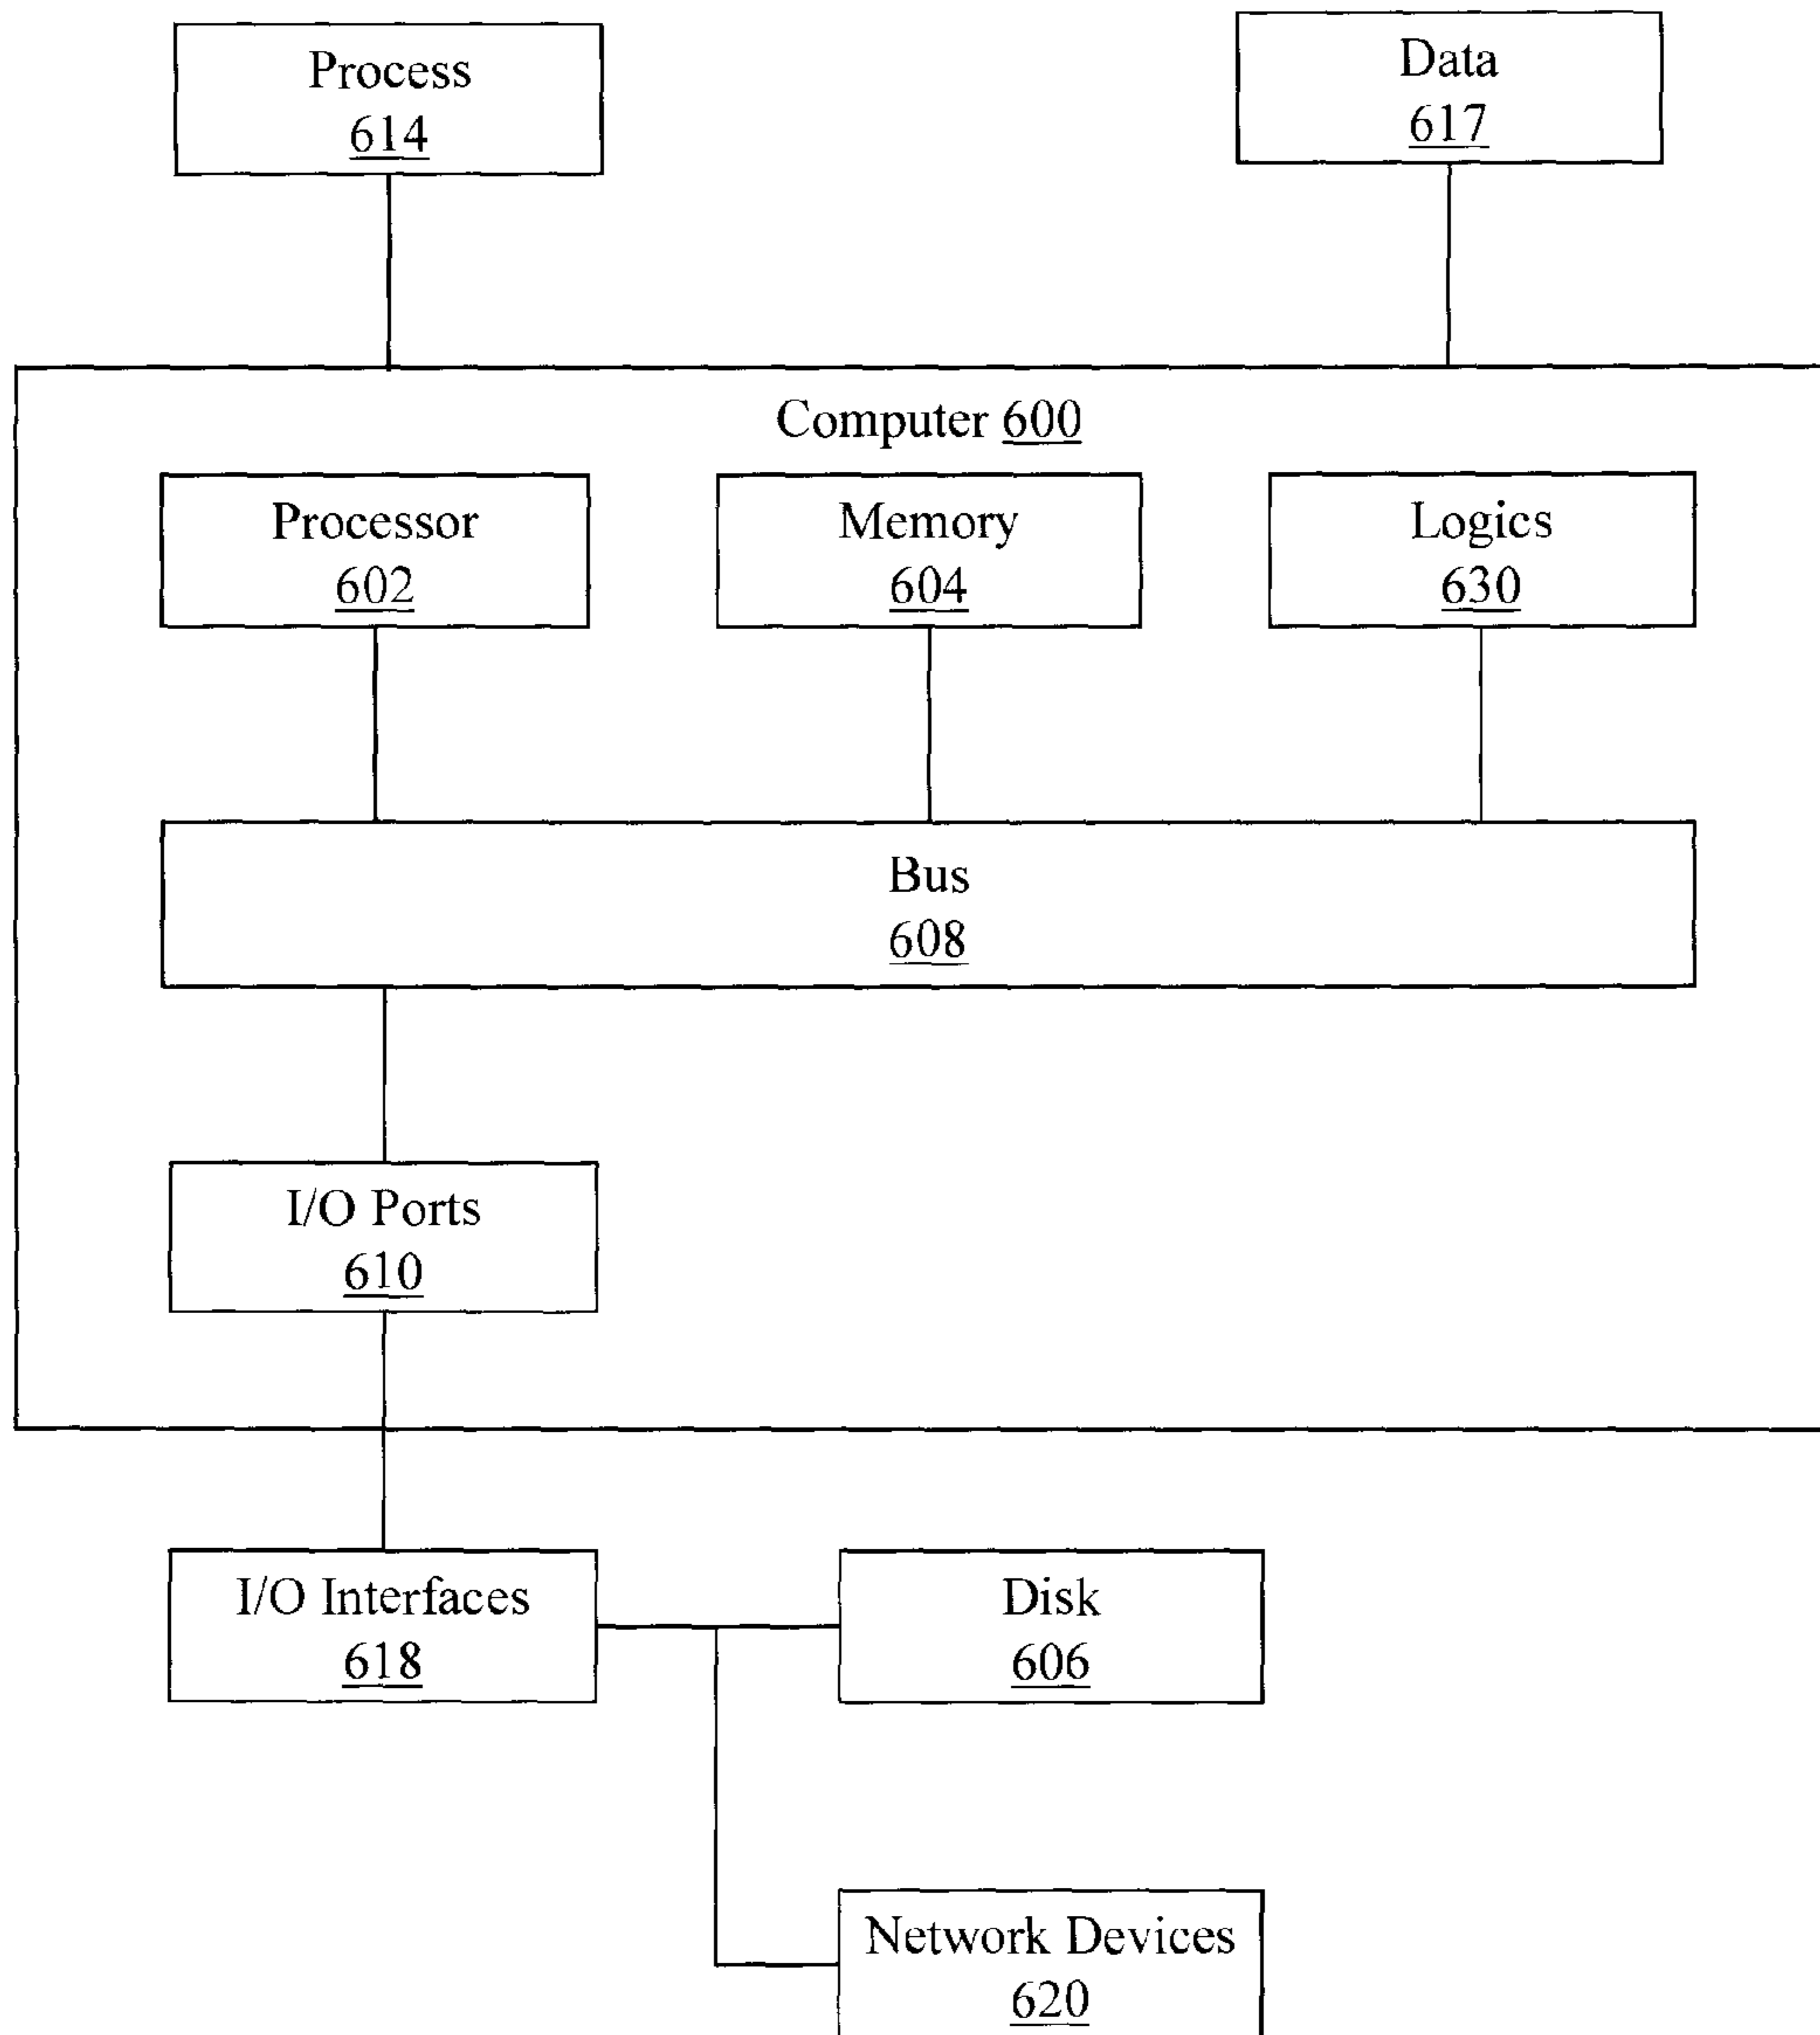 Process
614
Data
617
Computer 600
Processor
602
Memory
604
Logics
630
Bus
608
I/O Ports
610
I/O Interfaces
618
Disk
606
Network Devices
620